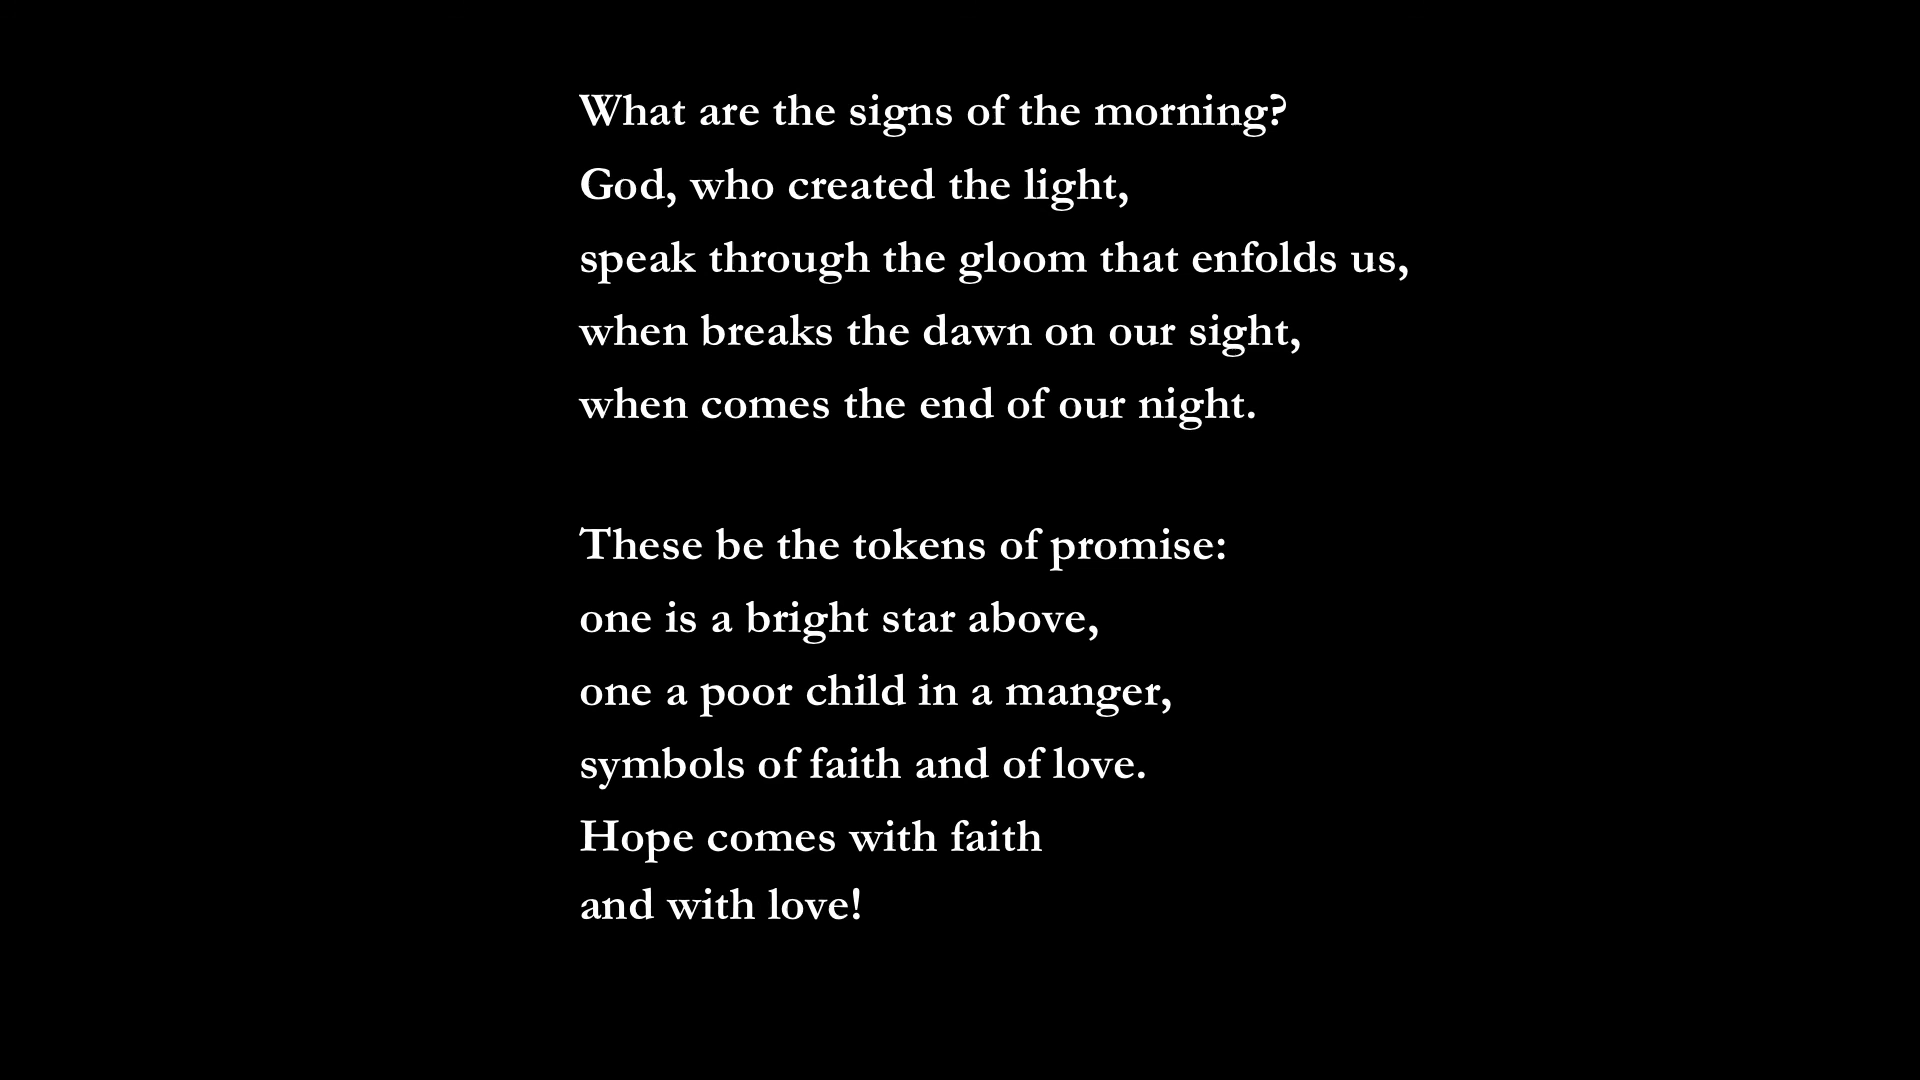 What are the signs of the morning?
God, who created the light,
speak through the gloom that enfolds us,
when breaks the dawn on our sight,
when comes the end of our night.
These be the tokens of promise:
one is a bright star above,
one a poor child in a manger,
symbols of faith and of love.
Hope comes with faith
and with love!